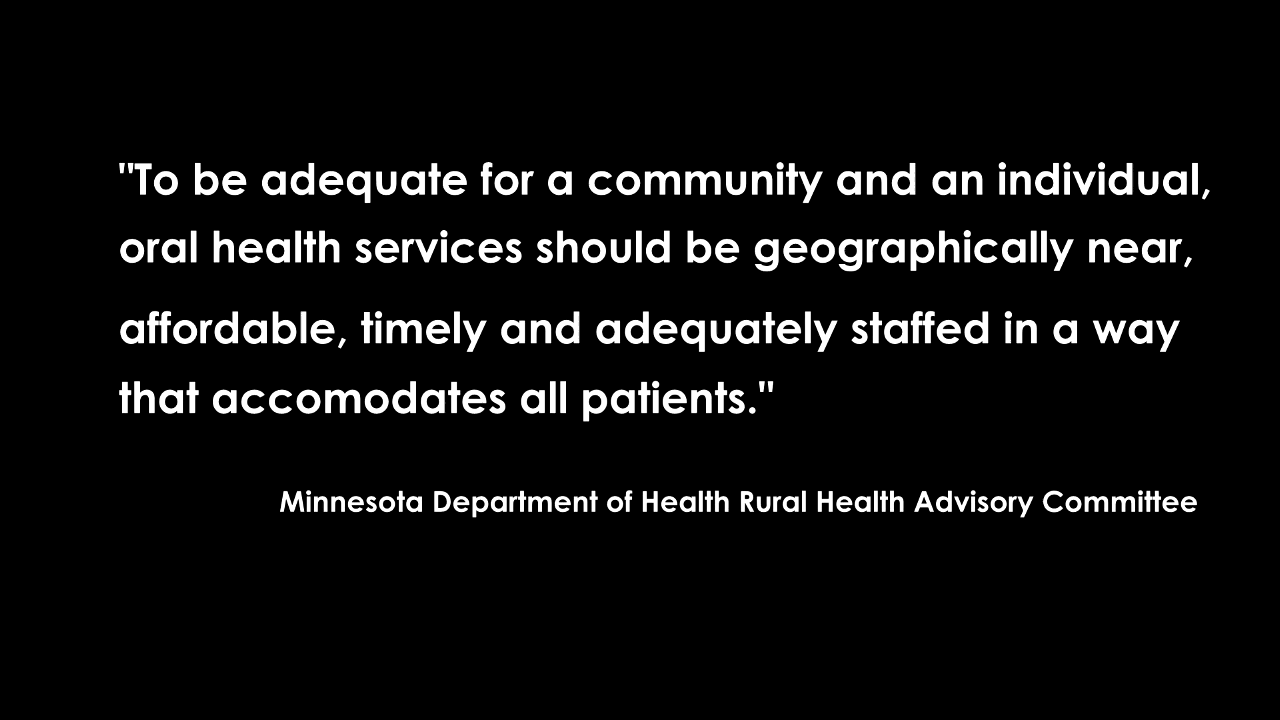 "To be adequate for a community and an individual,
oral health services should be geographically near,
affordable, timely and adequately staffed in a way
that accomodates all patients."
Minnesota Department of Health Rural Health Advisory Committee